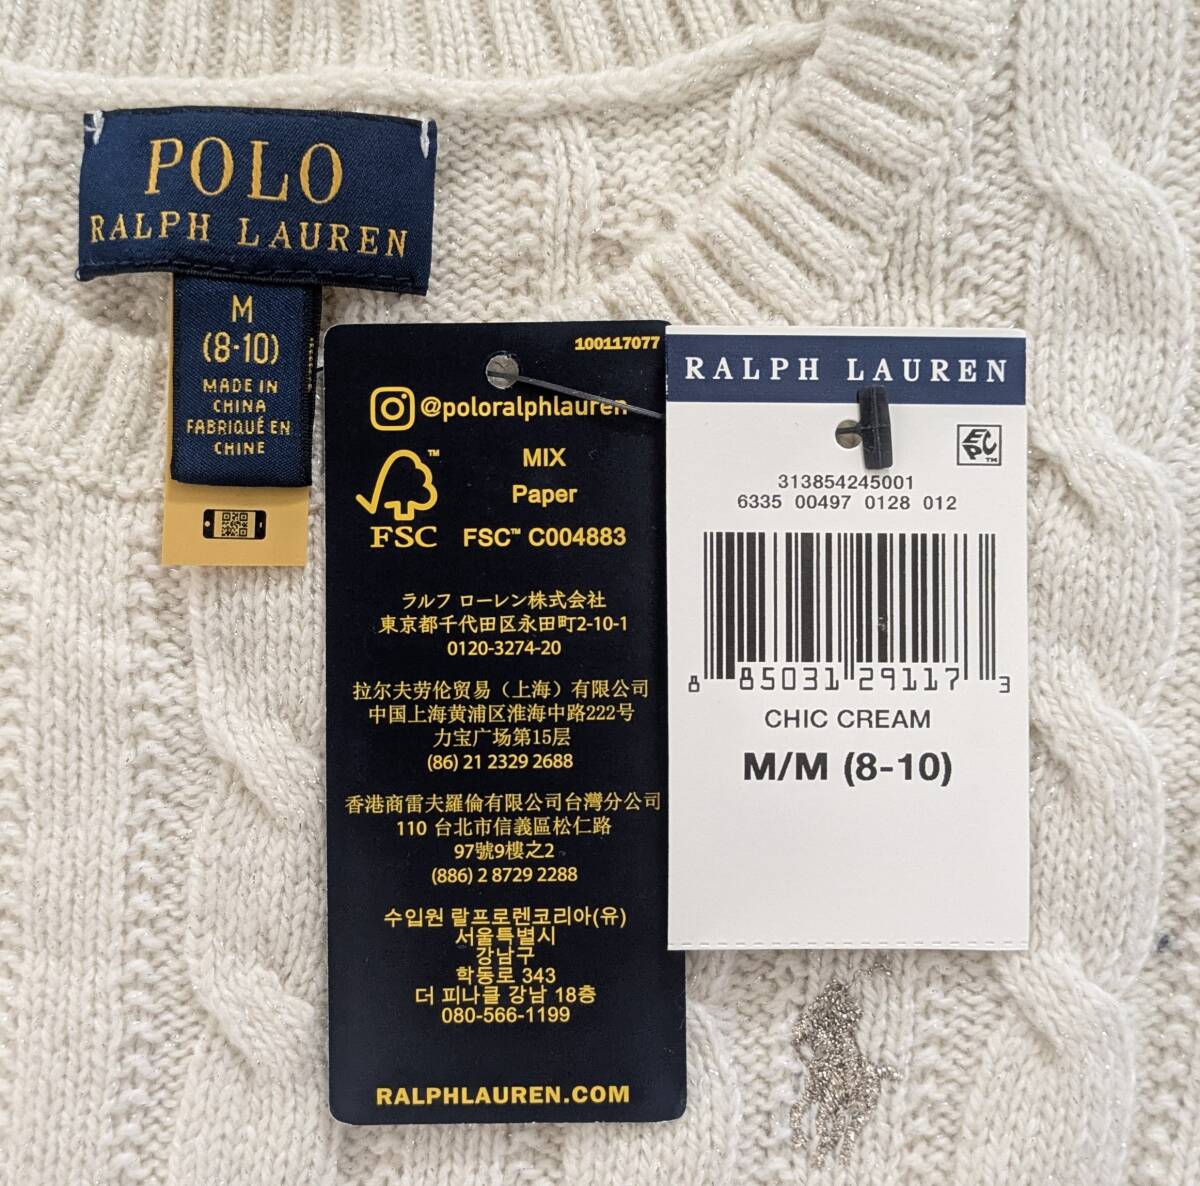 POLO
RALPH LAUREN
M
(8-10)
MADE IN
CHINA
FABRIQUÉ EN
CHINE
100117077
@poloralphlauren
MIX
Paper
FSC™ C004883
FSC ™
ラルフ ローレン株式会社
東京都千代田区永田町2-10-1
0120-3274-20
拉尔夫劳伦贸易（上海）有限公司
中国上海黄浦区淮海中路222号
力宝广场第15层
(86) 21 2329 2688
香港商雷夫羅倫有限公司台灣分公司
110 台北市信義區松仁路
97號9樓之2
(886) 2 8729 2288
수입원 랄프로렌코리아(유)
서울특별시
강남구
학동로 343
더 피나클 강남 18층
080-566-1199
RALPHLAUREN.COM
RALPH LAUREN
EPC™
313854245001
6335 00497 0128 012
8 85031 29117 3
CHIC CREAM
M/M (8-10)